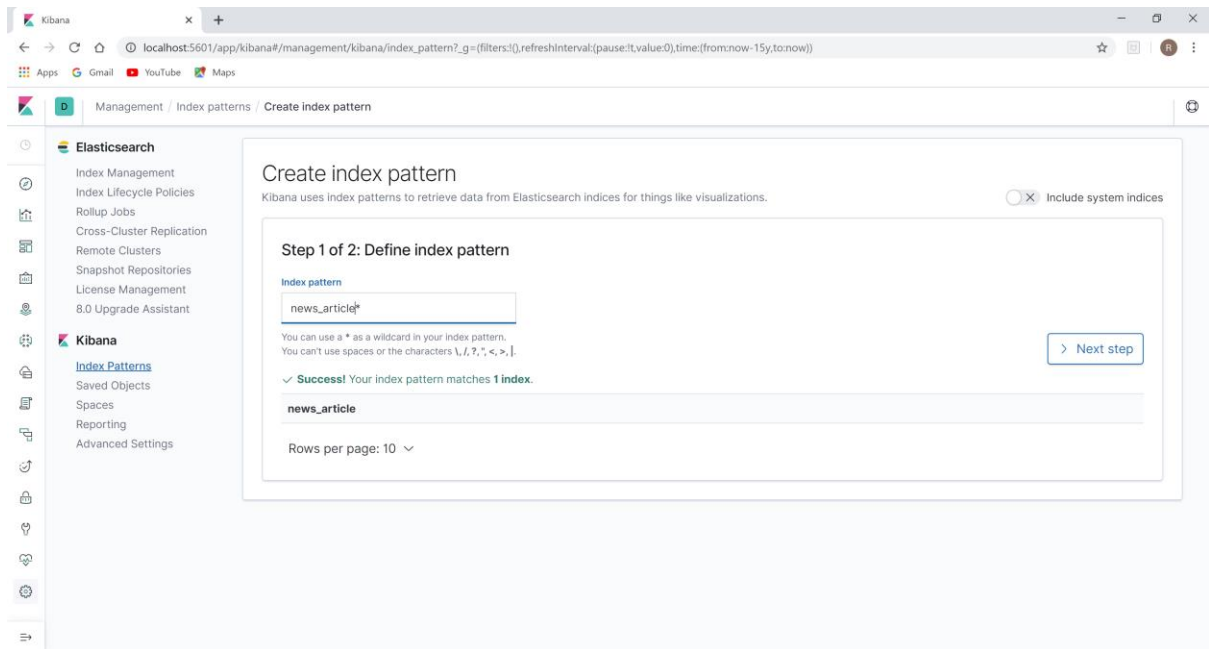 Kibana
localhost:5601/app/kibana#/management/kibana/index_pattern?_g=(filters:!(),refreshInterval:(pause:!t,value:0),time:(from:now-15y,to:now))
R
Apps Gmail YouTube Maps
D Management / Index patterns / Create index pattern
Elasticsearch
Index Management
Index Lifecycle Policies
Rollup Jobs
Cross-Cluster Replication
Remote Clusters
Snapshot Repositories
License Management
8.0 Upgrade Assistant
Kibana
Index Patterns
Saved Objects
Spaces
Reporting
Advanced Settings
Create index pattern
Kibana uses index patterns to retrieve data from Elasticsearch indices for things like visualizations.
Include system indices
Step 1 of 2: Define index pattern
Index pattern
news_article*
You can use a * as a wildcard in your index pattern.
You can't use spaces or the characters \, /, ?, ", <, >, |.
Next step
Success! Your index pattern matches 1 index.
news_article
Rows per page: 10